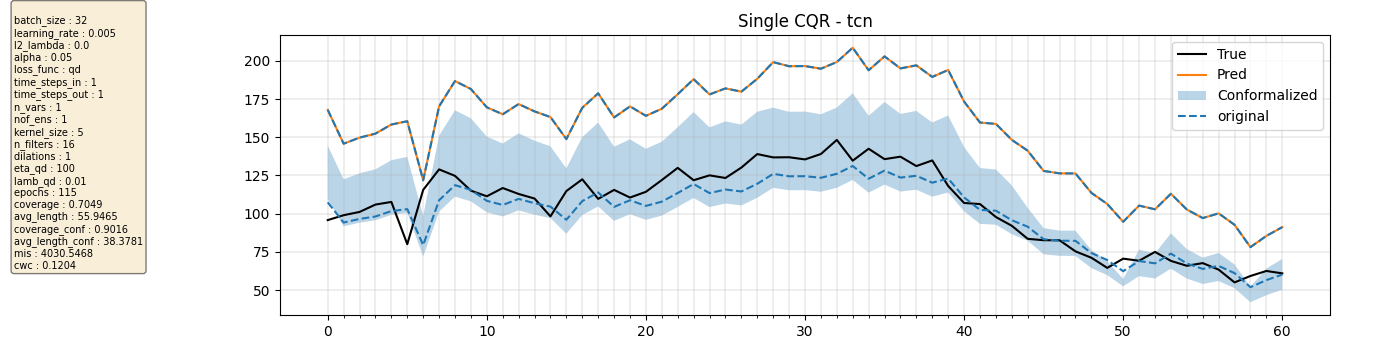 batch_size : 32
learning_rate : 0.005
l2_lambda : 0.0
alpha : 0.05
loss_func : qd
time_steps_in : 1
time_steps_out : 1
n_vars : 1
nof_ens : 1
kernel_size : 5
n_filters : 16
dilations : 1
eta_qd : 100
lamb_qd : 0.01
epochs : 115
coverage : 0.7049
avg_length : 55.9465
coverage_conf : 0.9016
avg_length_conf : 38.3781
mis : 4030.5468
cwc : 0.1204
Single CQR - tcn
200
175
150
125
100
75
50
0 10 20 30 40 50 60
True
Pred
Conformalized
original